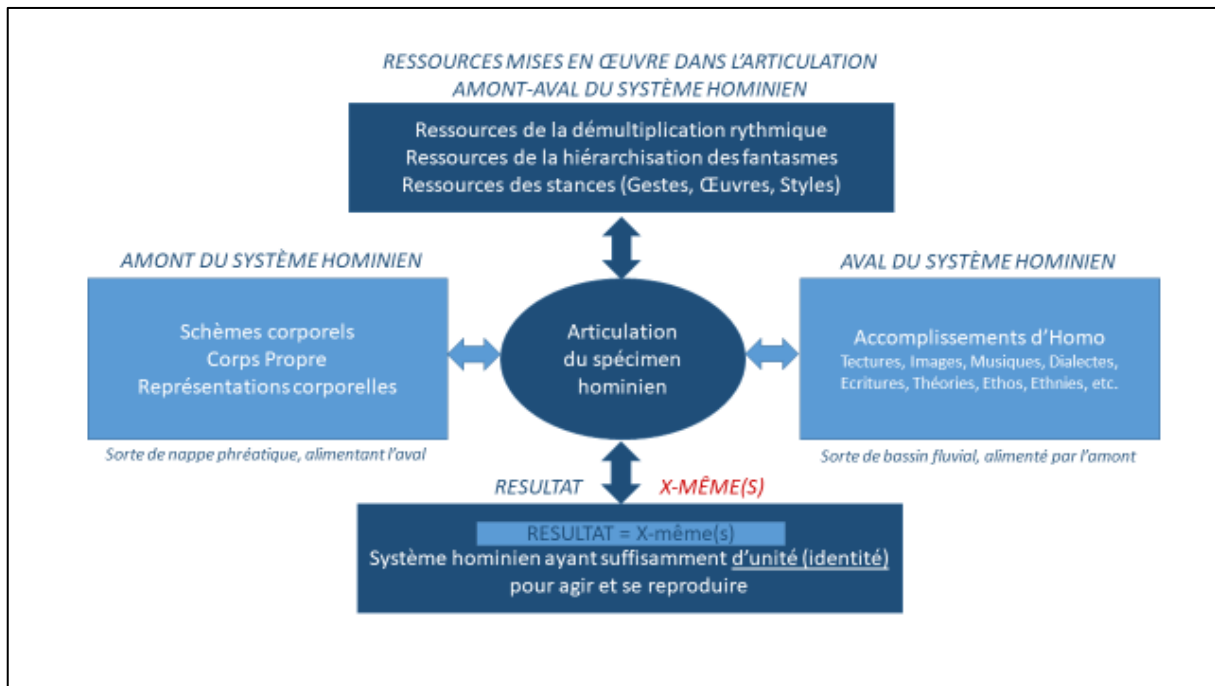 RESSOURCES MISES EN ŒUVRE DANS L'ARTICULATION
AMONT-AVAL DU SYSTÈME HOMINIEN
Ressources de la démultiplication rythmique
Ressources de la hiérarchisation des fantasmes
Ressources des stances (Gestes, Œuvres, Styles)
AMONT DU SYSTÈME HOMINIEN
Schèmes corporels
Corps Propre
Représentations corporelles
Sorte de nappe phréatique, alimentant l'aval
Articulation
du spécimen
hominien
AVAL DU SYSTÈME HOMINIEN
Accomplissements d'Homo
Tectures, Images, Musiques, Dialectes,
Ecritures, Théories, Ethos, Ethnies, etc.
Sorte de bassin fluvial, alimenté par l'amont
RESULTAT X-MÊME(S)
RESULTAT = X-même(s)
Système hominien ayant suffisamment d'unité (identité)
pour agir et se reproduire